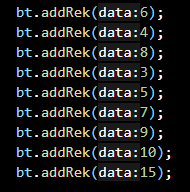 bt.addRek(data:6);
bt.addRek(data:4);
bt.addRek(data:8);
bt.addRek(data:3);
bt.addRek(data:5);
bt.addRek(data:7);
bt.addRek(data:9);
bt.addRek(data:10);
bt.addRek(data:15);